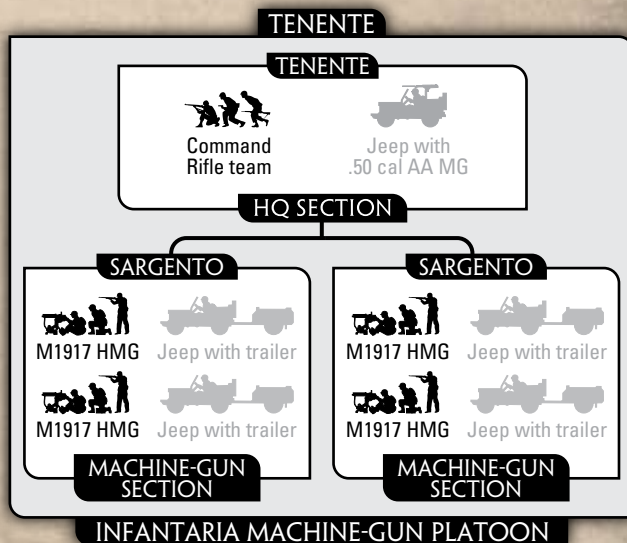 TENENTE
TENENTE
Command
Rifle team
Jeep with
.50 cal AA MG
HQ SECTION
SARGENTO
M1917 HMG
Jeep with trailer
M1917 HMG
Jeep with trailer
MACHINE-GUN
SECTION
SARGENTO
M1917 HMG
Jeep with trailer
M1917 HMG
Jeep with trailer
MACHINE-GUN
SECTION
INFANTARIA MACHINE-GUN PLATOON